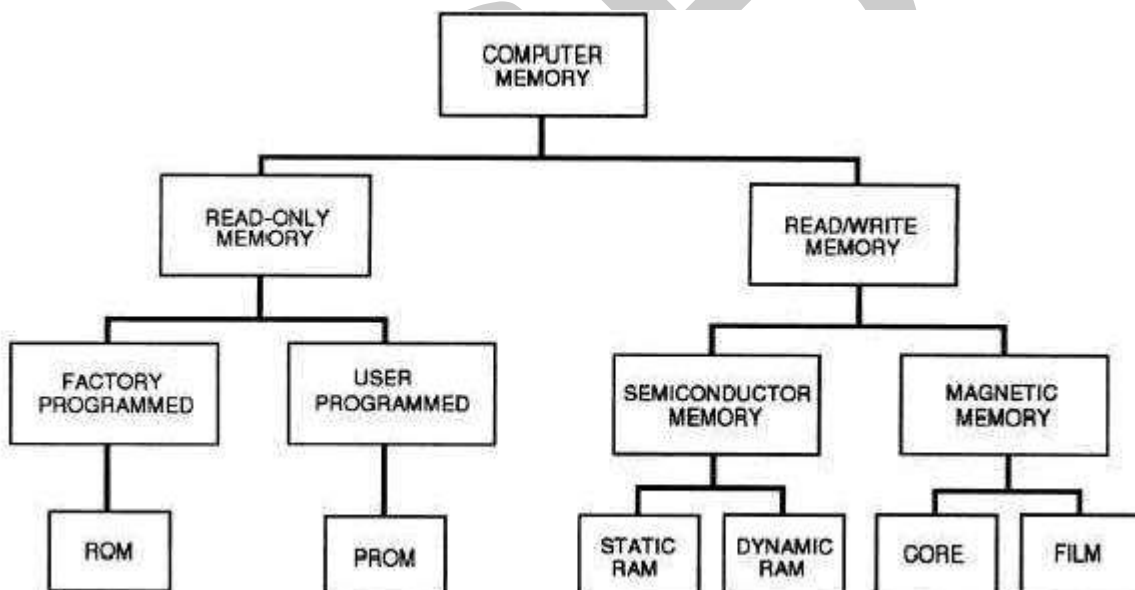 COMPUTER
MEMORY
READ-ONLY
MEMORY
READ/WRITE
MEMORY
FACTORY
PROGRAMMED
USER
PROGRAMMED
SEMICONDUCTOR
MEMORY
MAGNETIC
MEMORY
ROM
PROM
STATIC
RAM
DYNAMIC
RAM
CORE
FILM